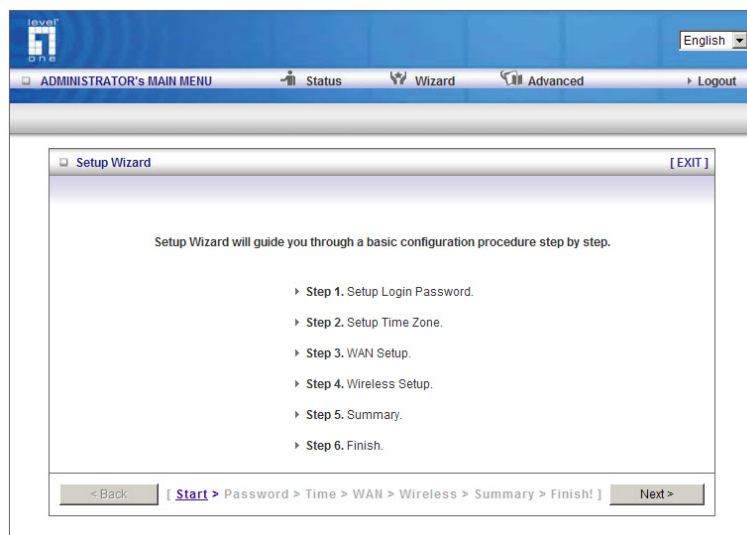 level
one
English
ADMINISTRATOR's MAIN MENU Status Wizard Advanced Logout
Setup Wizard [ EXIT ]
Setup Wizard will guide you through a basic configuration procedure step by step.
Step 1. Setup Login Password.
Step 2. Setup Time Zone.
Step 3. WAN Setup.
Step 4. Wireless Setup.
Step 5. Summary.
Step 6. Finish.
< Back [ Start > Password > Time > WAN > Wireless > Summary > Finish! ] Next >